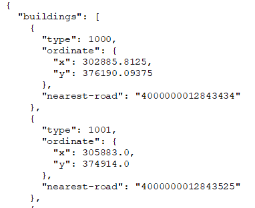 {
"buildings": [
{
"type": 1000,
"ordinate": {
"x": 302885.8125,
"y": 376190.09375
},
"nearest-road": "4000000012843434"
},
{
"type": 1001,
"ordinate": {
"x": 305883.0,
"y": 374914.0
},
"nearest-road": "4000000012843525"
},